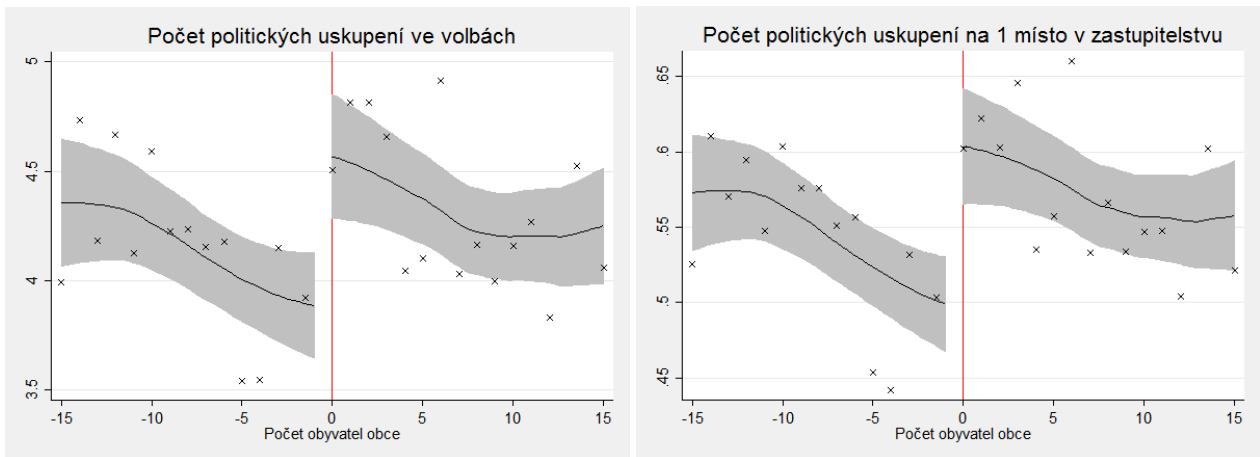 Počet politických uskupení ve volbách
5
4.5
4
3.5
-15 -10 -5 0 5 10 15
Počet obyvatel obce
Počet politických uskupení na 1 místo v zastupitelstvu
.65
.6
.55
.5
.45
-15 -10 -5 0 5 10 15
Počet obyvatel obce